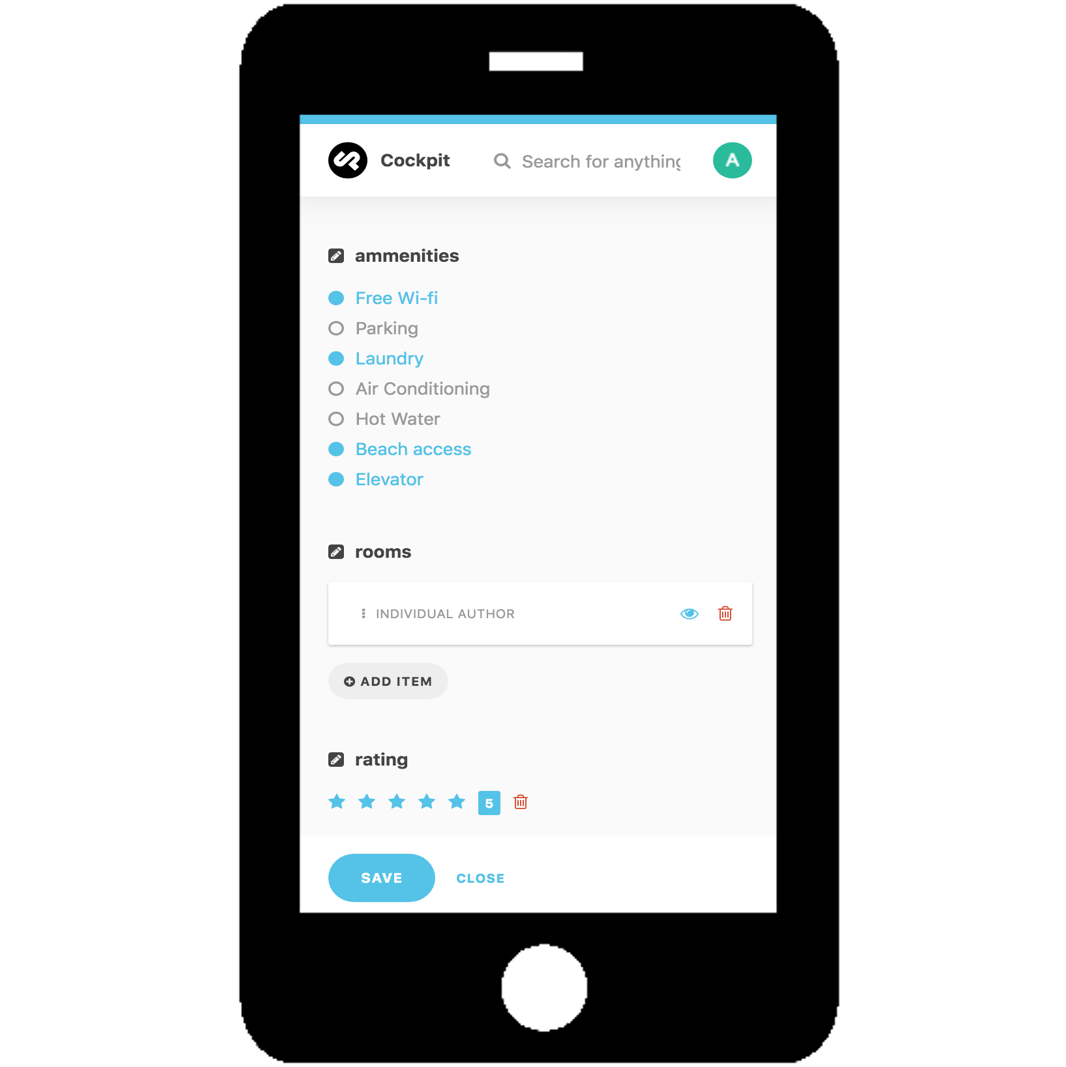 Cockpit
Search for anything
A
ammenities
Free Wi-fi
Parking
Laundry
Air Conditioning
Hot Water
Beach access
Elevator
rooms
INDIVIDUAL AUTHOR
ADD ITEM
rating
5
SAVE CLOSE